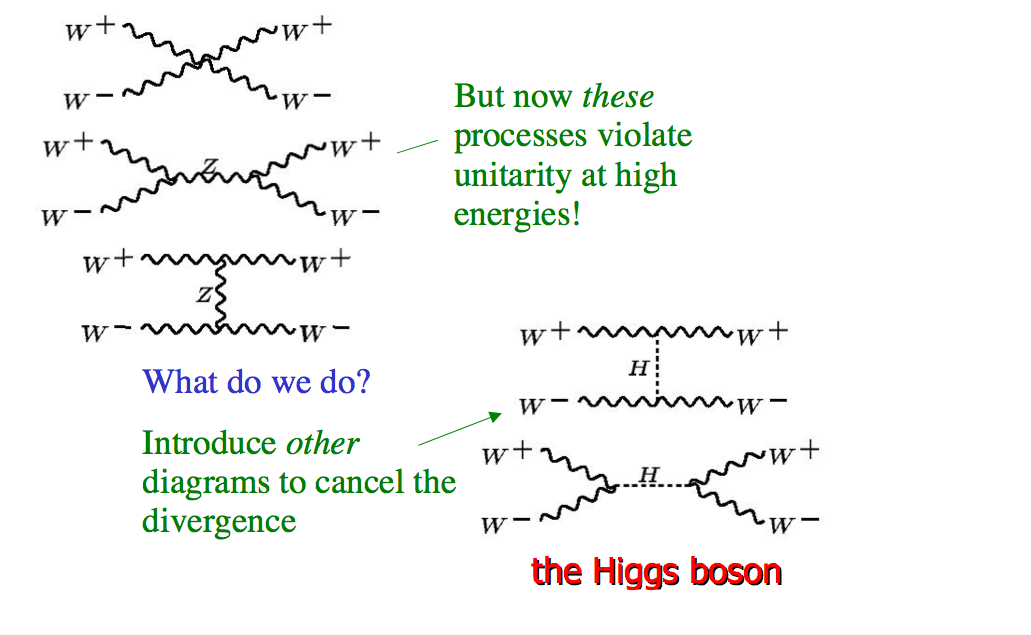 W+ W+
W− W−
But now these
processes violate
unitarity at high
energies!
W+ Z W+
W− W−
W+ W+
Z
W− W−
What do we do?
Introduce other
diagrams to cancel the
divergence
W+ W+
H
W− W−
W+ H W+
W− W−
the Higgs boson